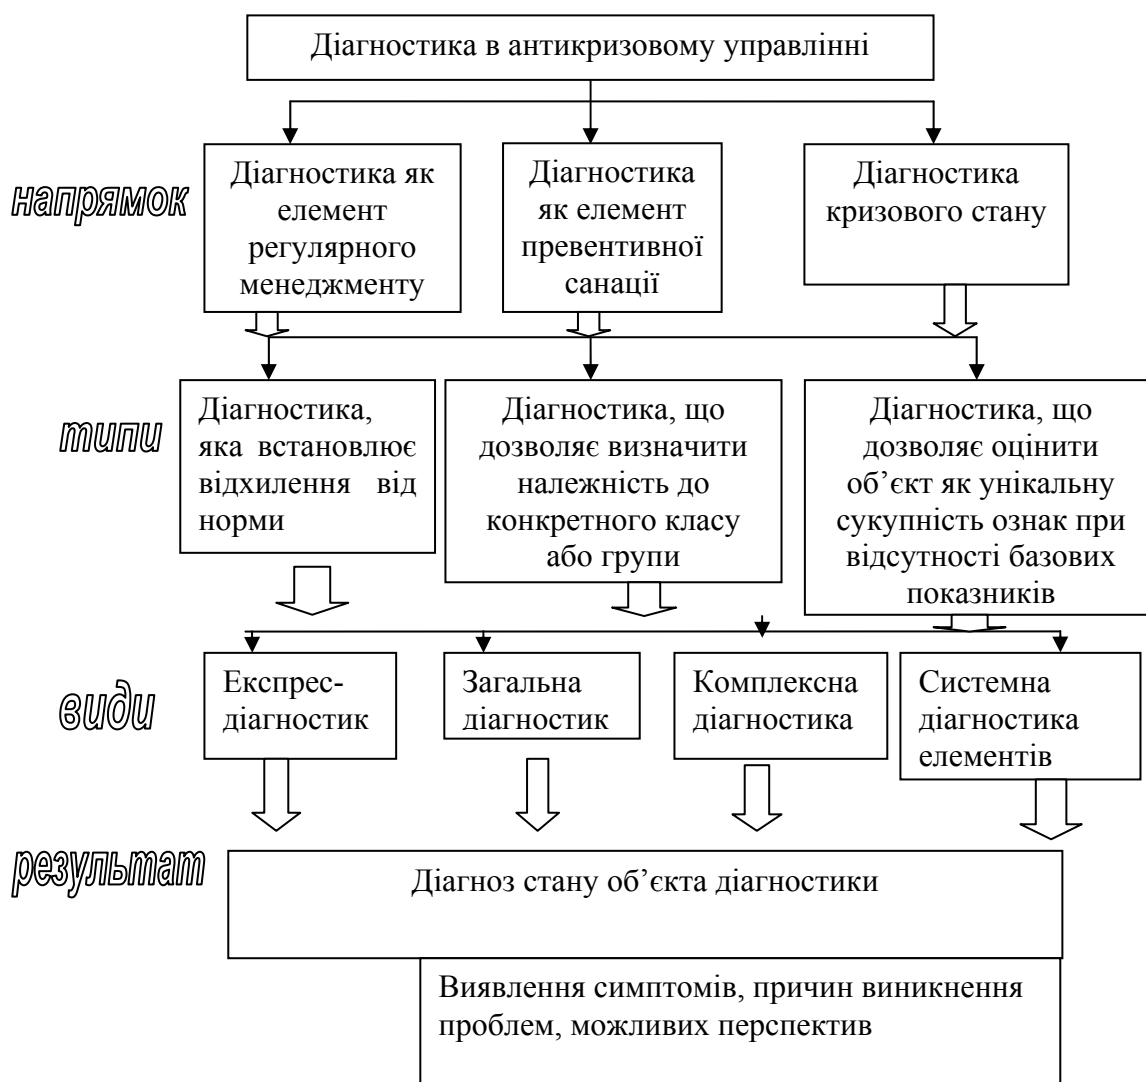 Діагностика в антикризовому управлінні
напрямок
Діагностика як
елемент
регулярного
менеджменту
Діагностика
як елемент
превентивної
санації
Діагностика
кризового стану
типи
Діагностика,
яка встановлює
відхилення від
норми
Діагностика, що
дозволяє визначити
належність до
конкретного класу
або групи
Діагностика, що
дозволяє оцінити
об’єкт як унікальну
сукупність ознак при
відсутності базових
показників
види
Експрес-
діагностик
Загальна
діагностик
Комплексна
діагностика
Системна
діагностика
елементів
результат
Діагноз стану об’єкта діагностики
Виявлення симптомів, причин виникнення
проблем, можливих перспектив